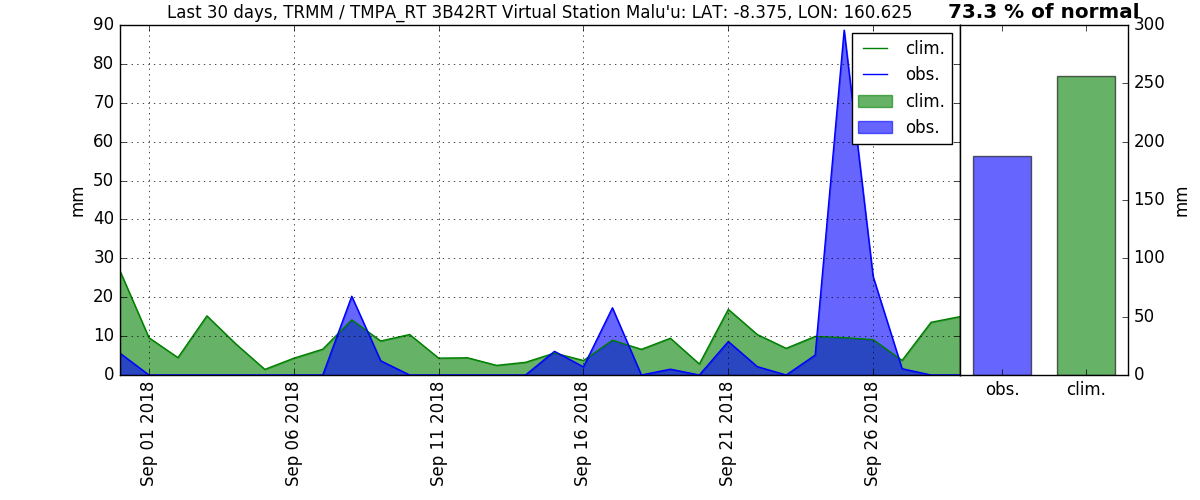 Last 30 days, TRMM / TMPA_RT 3B42RT Virtual Station Malu'u: LAT: -8.375, LON: 160.625
73.3 % of normal
90
80
70
60
50
40
30
20
10
0
mm
clim.
obs.
clim.
obs.
300
250
200
150
100
50
0
mm
Sep 01 2018
Sep 06 2018
Sep 11 2018
Sep 16 2018
Sep 21 2018
Sep 26 2018
obs.
clim.